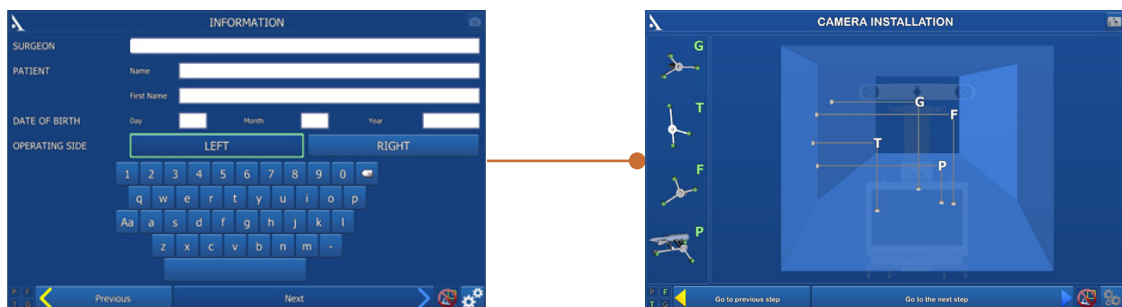 INFORMATION
SURGEON
PATIENT
Name
First Name
DATE OF BIRTH
Day
Month
Year
OPERATING SIDE
LEFT
RIGHT
1 2 3 4 5 6 7 8 9 0
q w e r t y u i o p
Aa a s d f g h j k l
z x c v b n m -
P F
T G
Previous
Next
CAMERA INSTALLATION
G
T
F
P
G
F
T
P
P F
T G
Go to previous step
Go to the next step